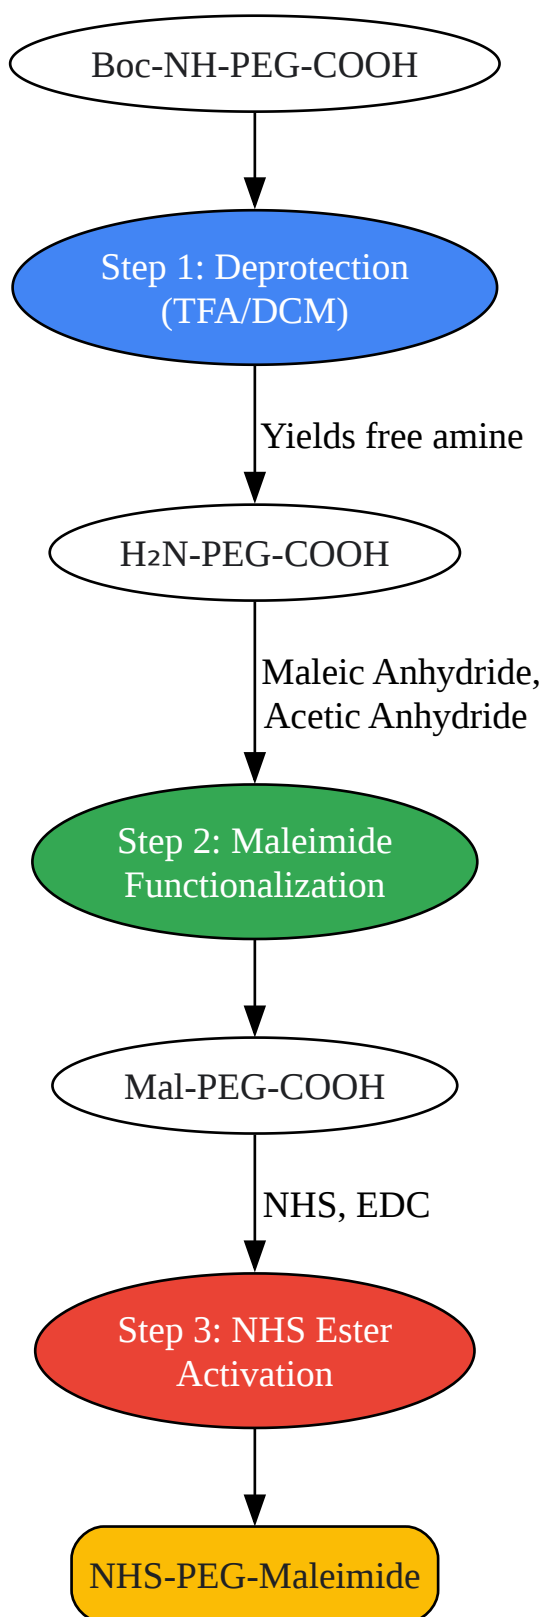 Boc-NH-PEG-COOH
Step 1: Deprotection
(TFA/DCM)
Yields free amine
H₂N-PEG-COOH
Maleic Anhydride,
Acetic Anhydride
Step 2: Maleimide
Functionalization
Mal-PEG-COOH
NHS, EDC
Step 3: NHS Ester
Activation
NHS-PEG-Maleimide